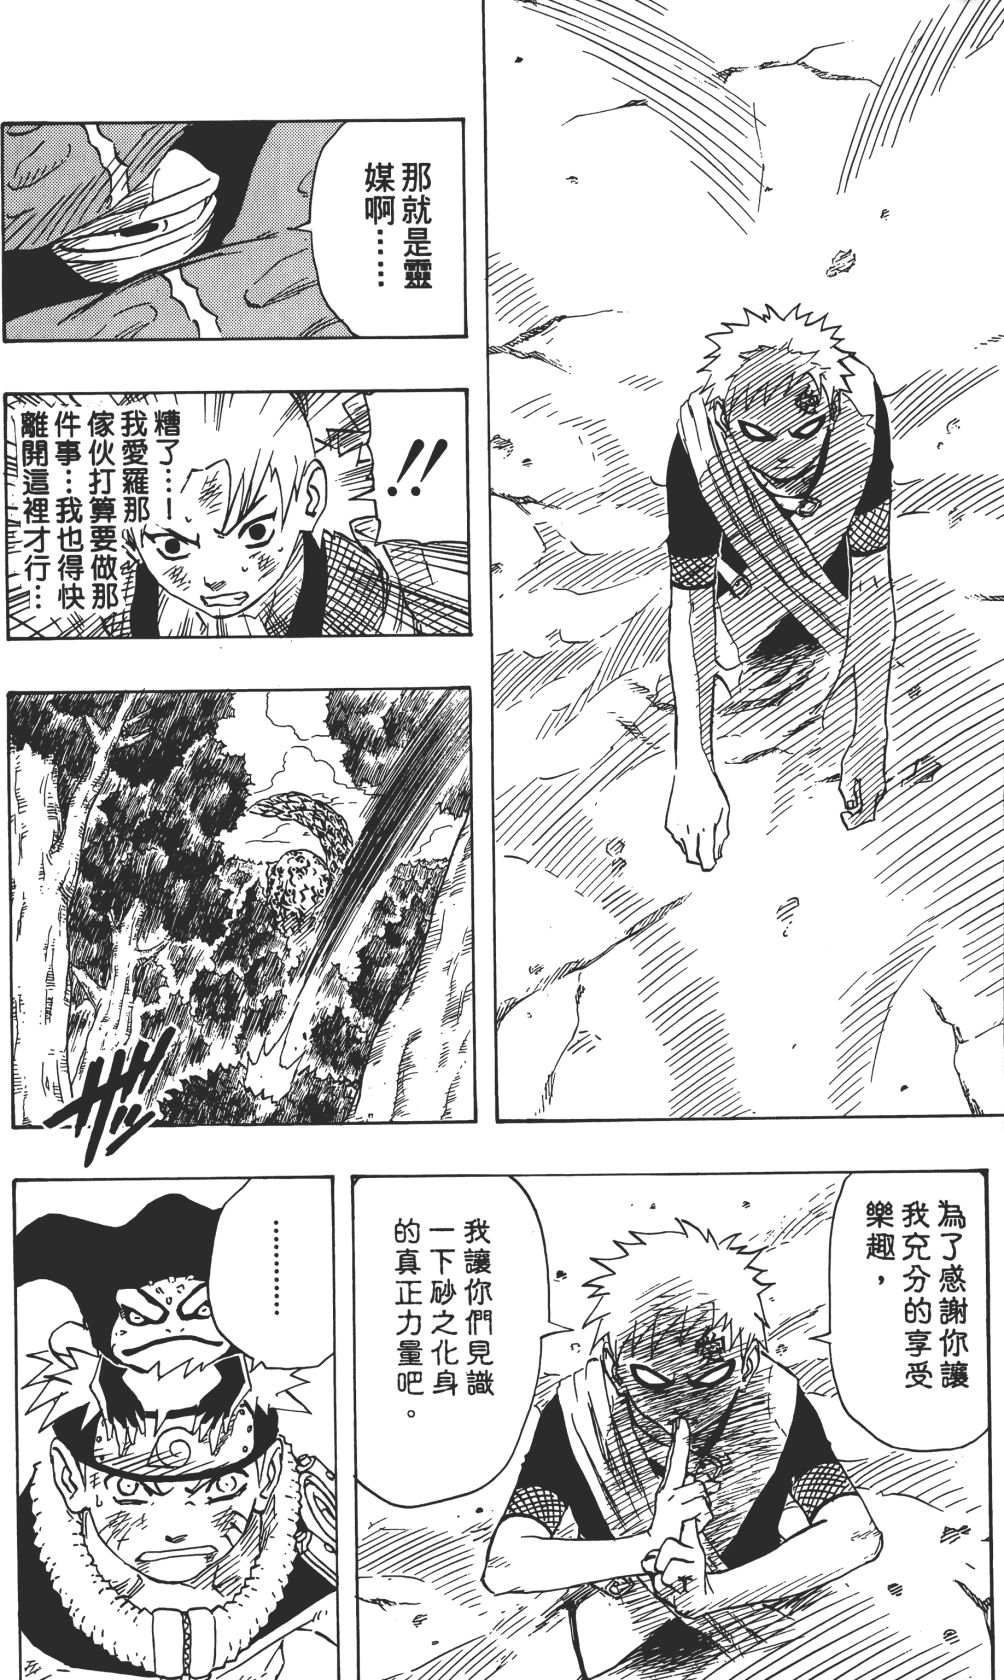 那就是靈
媒啊……
!!
糟了…!
我愛羅那
傢伙打算要做那
件事…我也得快
離開這裡才行…
ザザッ
為了感謝你讓
我充分的享受
樂趣，
我讓你們見識
一下砂之化身
的真正力量吧。
…………